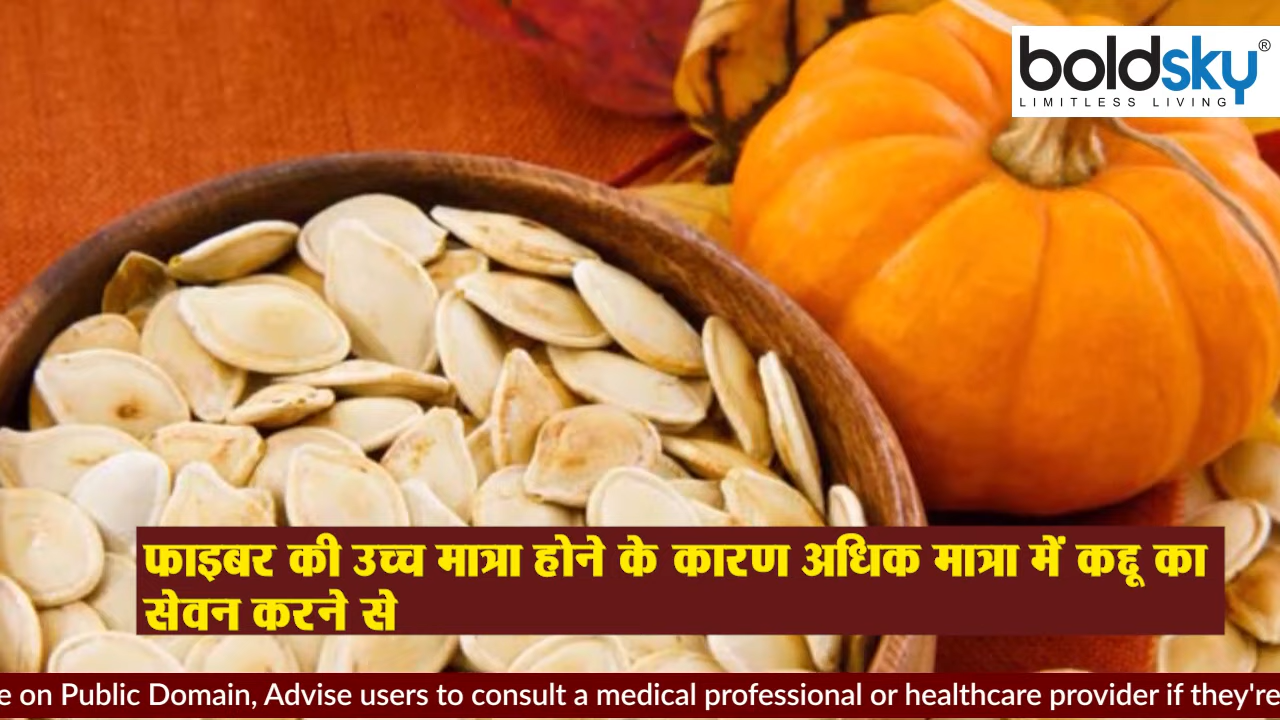 boldsky®
LIMITLESS LIVING
फाइबर की उच्च मात्रा होने के कारण अधिक मात्रा में कद्दू का
सेवन करने से
e on Public Domain, Advise users to consult a medical professional or healthcare provider if they're